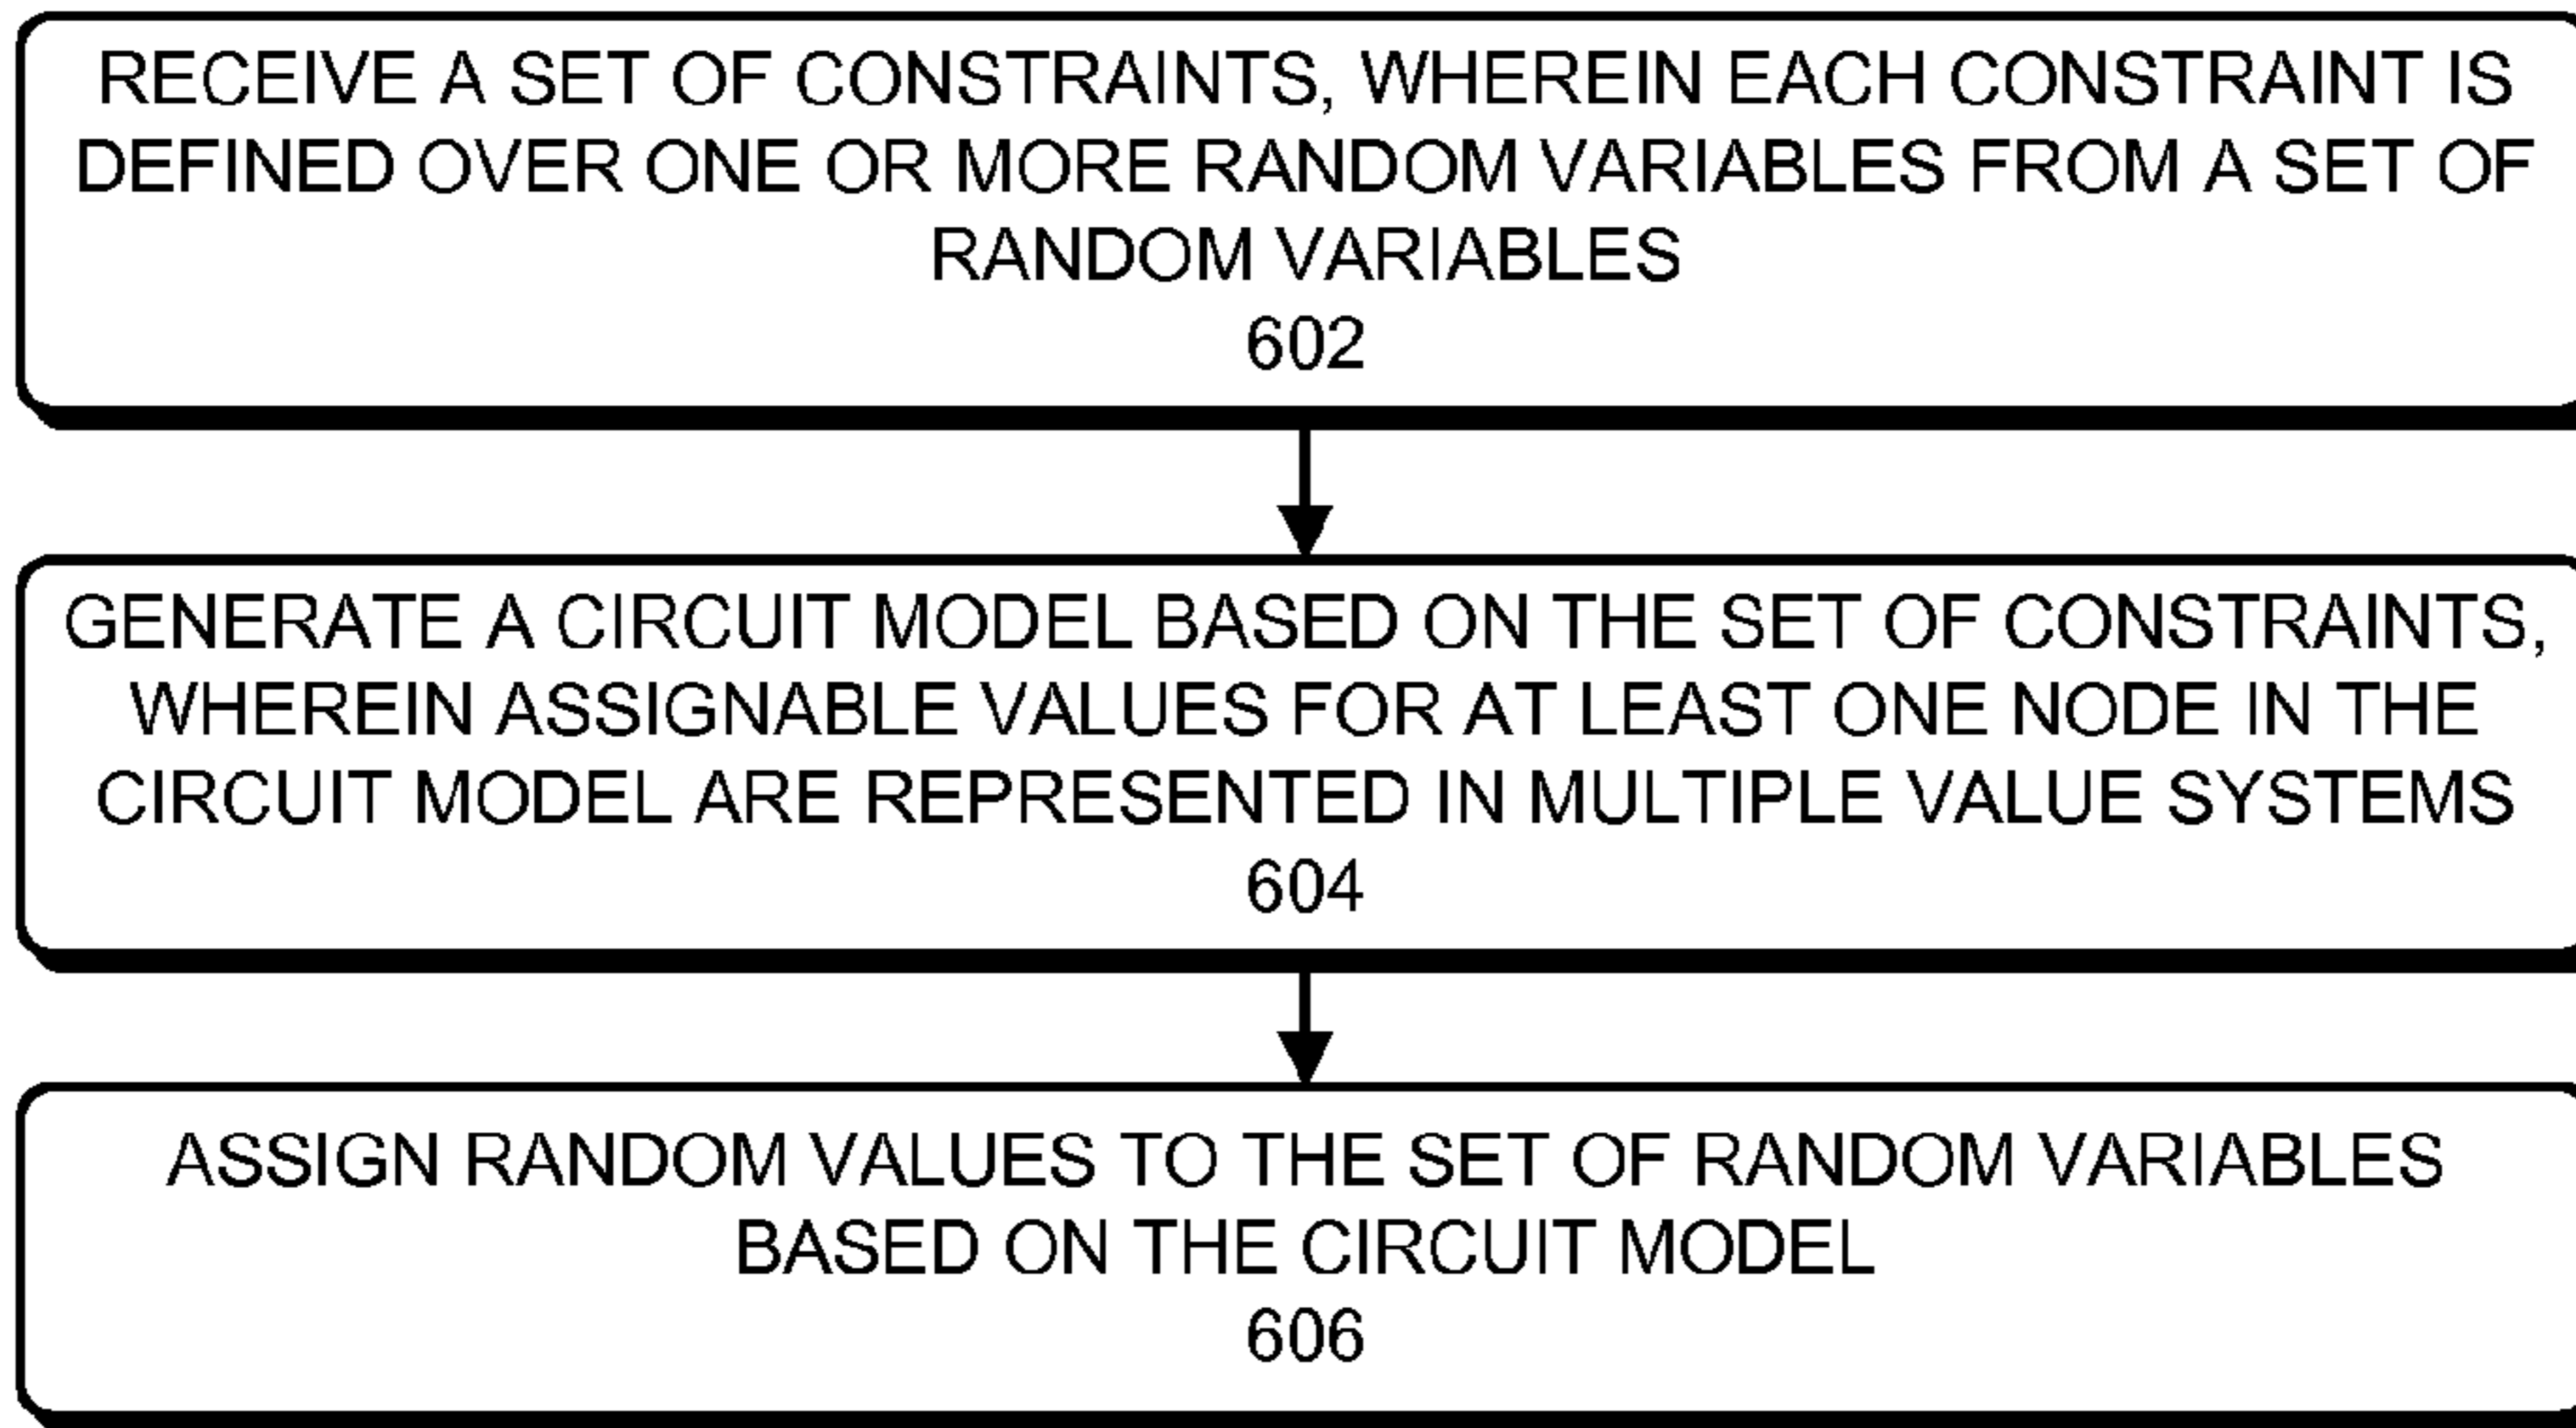 RECEIVE A SET OF CONSTRAINTS, WHEREIN EACH CONSTRAINT IS
DEFINED OVER ONE OR MORE RANDOM VARIABLES FROM A SET OF
RANDOM VARIABLES
602
GENERATE A CIRCUIT MODEL BASED ON THE SET OF CONSTRAINTS,
WHEREIN ASSIGNABLE VALUES FOR AT LEAST ONE NODE IN THE
CIRCUIT MODEL ARE REPRESENTED IN MULTIPLE VALUE SYSTEMS
604
ASSIGN RANDOM VALUES TO THE SET OF RANDOM VARIABLES
BASED ON THE CIRCUIT MODEL
606